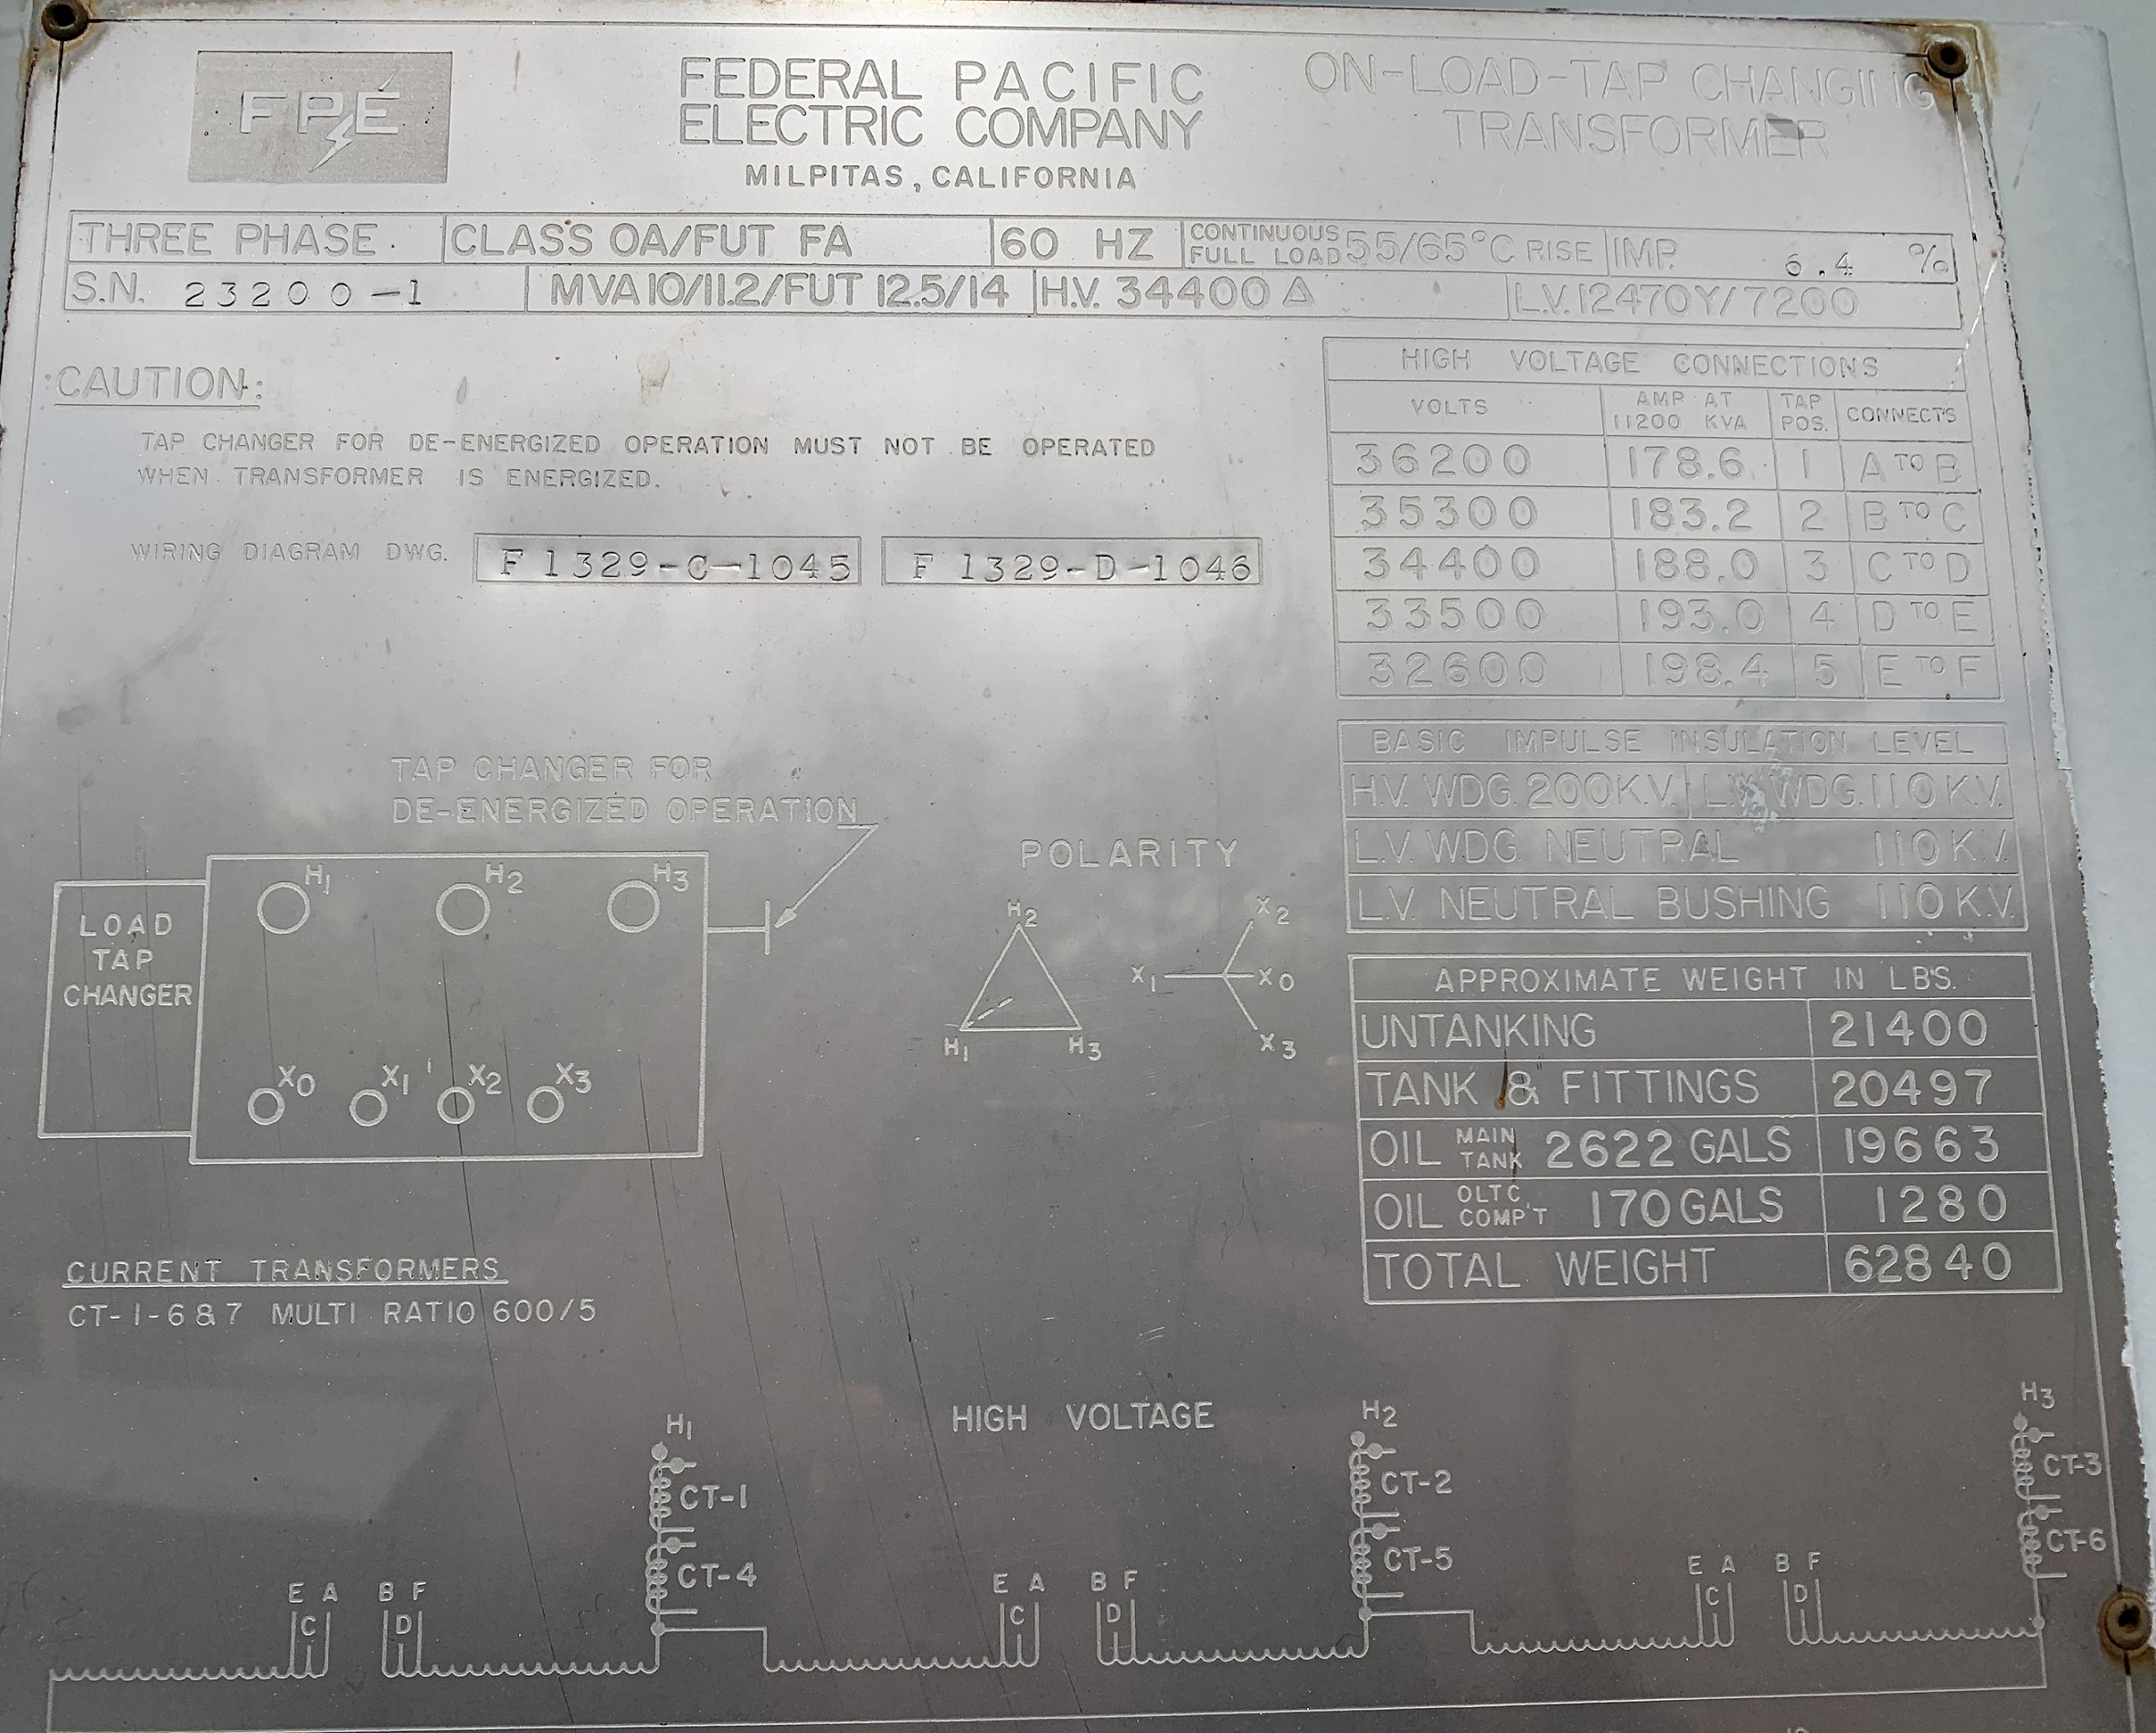 FPE
FEDERAL PACIFIC
ELECTRIC COMPANY
MILPITAS, CALIFORNIA
ON-LOAD-TAP CHANGING
TRANSFORMER
THREE PHASE CLASS OA/FUT FA 60 HZ CONTINUOUS FULL LOAD 55/65°C RISE IMP. 6.4 %
S.N. 23200-1 MVA 10/11.2/FUT 12.5/14 H.V. 34400 Δ L.V. 12470Y/7200
CAUTION:
TAP CHANGER FOR DE-ENERGIZED OPERATION MUST NOT BE OPERATED
WHEN TRANSFORMER IS ENERGIZED.
WIRING DIAGRAM DWG. F 1329-C-1045 F 1329-D-1046
HIGH VOLTAGE CONNECTIONS
VOLTS AMP AT 11200 KVA TAP POS. CONNECT'S
36200 178.6 1 A TO B
35300 183.2 2 B TO C
34400 188.0 3 C TO D
33500 193.0 4 D TO E
32600 198.4 5 E TO F
BASIC IMPULSE INSULATION LEVEL
H.V. WDG. 200 K.V. L.V. WDG. 110 K.V.
L.V. WDG. NEUTRAL 110 K.V.
L.V. NEUTRAL BUSHING 110 K.V.
TAP CHANGER FOR
DE-ENERGIZED OPERATION
H1 H2 H3
LOAD
TAP
CHANGER
X0 X1 X2 X3
POLARITY
H2 X2
X1 X0
H1 H3 X3
APPROXIMATE WEIGHT IN LB'S.
UNTANKING 21400
TANK & FITTINGS 20497
OIL MAIN TANK 2622 GALS 19663
OIL OLTC COMP'T 170 GALS 1280
TOTAL WEIGHT 62840
CURRENT TRANSFORMERS
CT-1-6 & 7 MULTI RATIO 600/5
HIGH VOLTAGE
H1 H2 H3
CT-1 CT-2 CT-3
CT-4 CT-5 CT-6
E A B F E A B F E A B F
C D C D C D